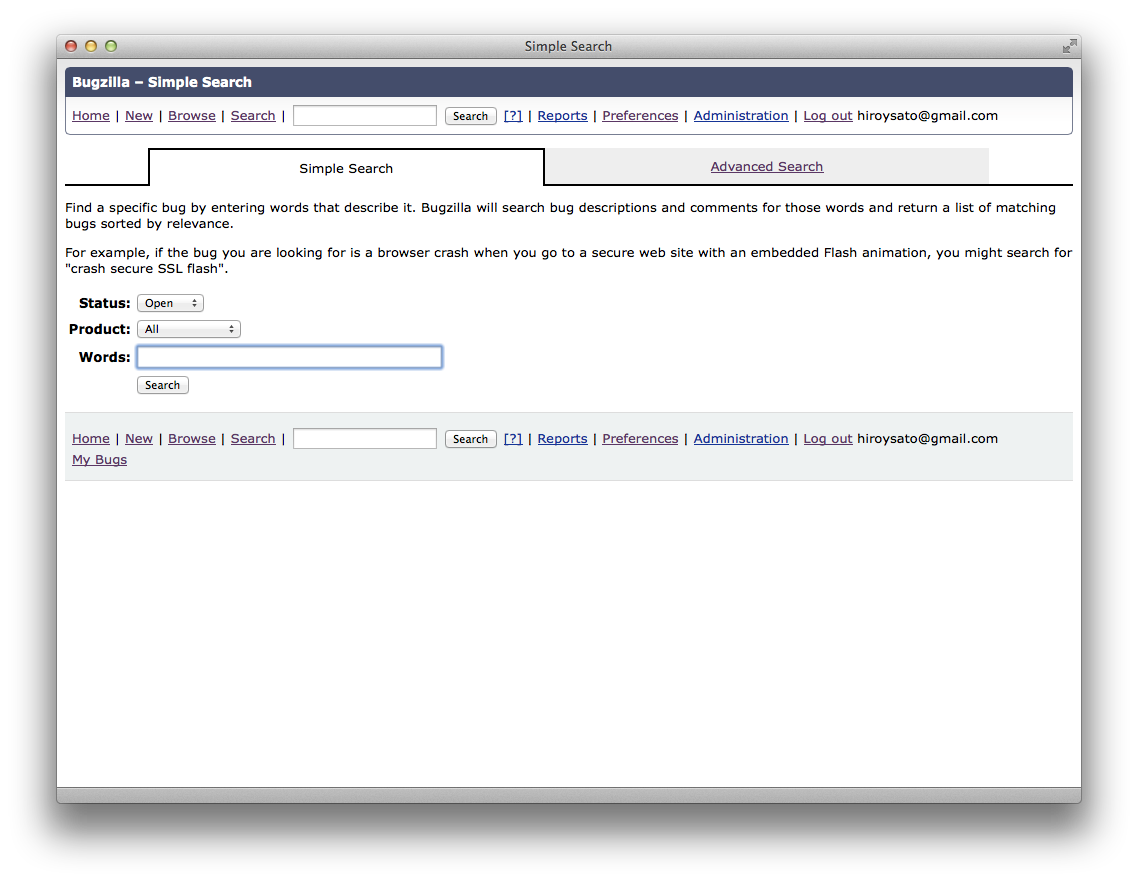 Simple Search
Bugzilla – Simple Search
Home | New | Browse | Search | Search [?] | Reports | Preferences | Administration | Log out hiroysato@gmail.com
Simple Search Advanced Search
Find a specific bug by entering words that describe it. Bugzilla will search bug descriptions and comments for those words and return a list of matching
bugs sorted by relevance.
For example, if the bug you are looking for is a browser crash when you go to a secure web site with an embedded Flash animation, you might search for
"crash secure SSL flash".
Status: Open
Product: All
Words:
Search
Home | New | Browse | Search | Search [?] | Reports | Preferences | Administration | Log out hiroysato@gmail.com
My Bugs